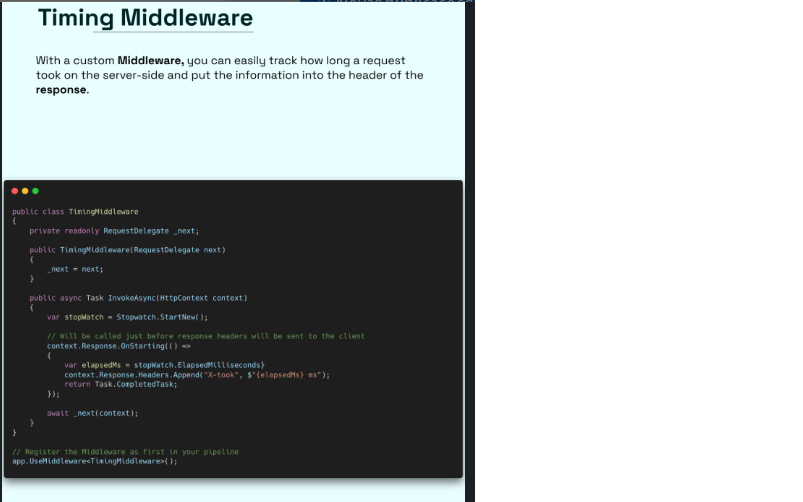 Timing Middleware
With a custom Middleware, you can easily track how long a request
took on the server-side and put the information into the header of the
response.
public class TimingMiddleware
{
    private readonly RequestDelegate _next;
    public TimingMiddleware(RequestDelegate next)
    {
        _next = next;
    }
    public async Task InvokeAsync(HttpContext context)
    {
        var stopWatch = Stopwatch.StartNew();
        // Will be called just before response headers will be sent to the client
        context.Response.OnStarting(() =>
        {
            var elapsedMs = stopWatch.ElapsedMilliseconds}
            context.Response.Headers.Append("X-took", $"{elapsedMs} ms");
            return Task.CompletedTask;
        });
        await _next(context);
    }
}
// Register the Middleware as first in your pipeline
app.UseMiddleware<TimingMiddleware>();